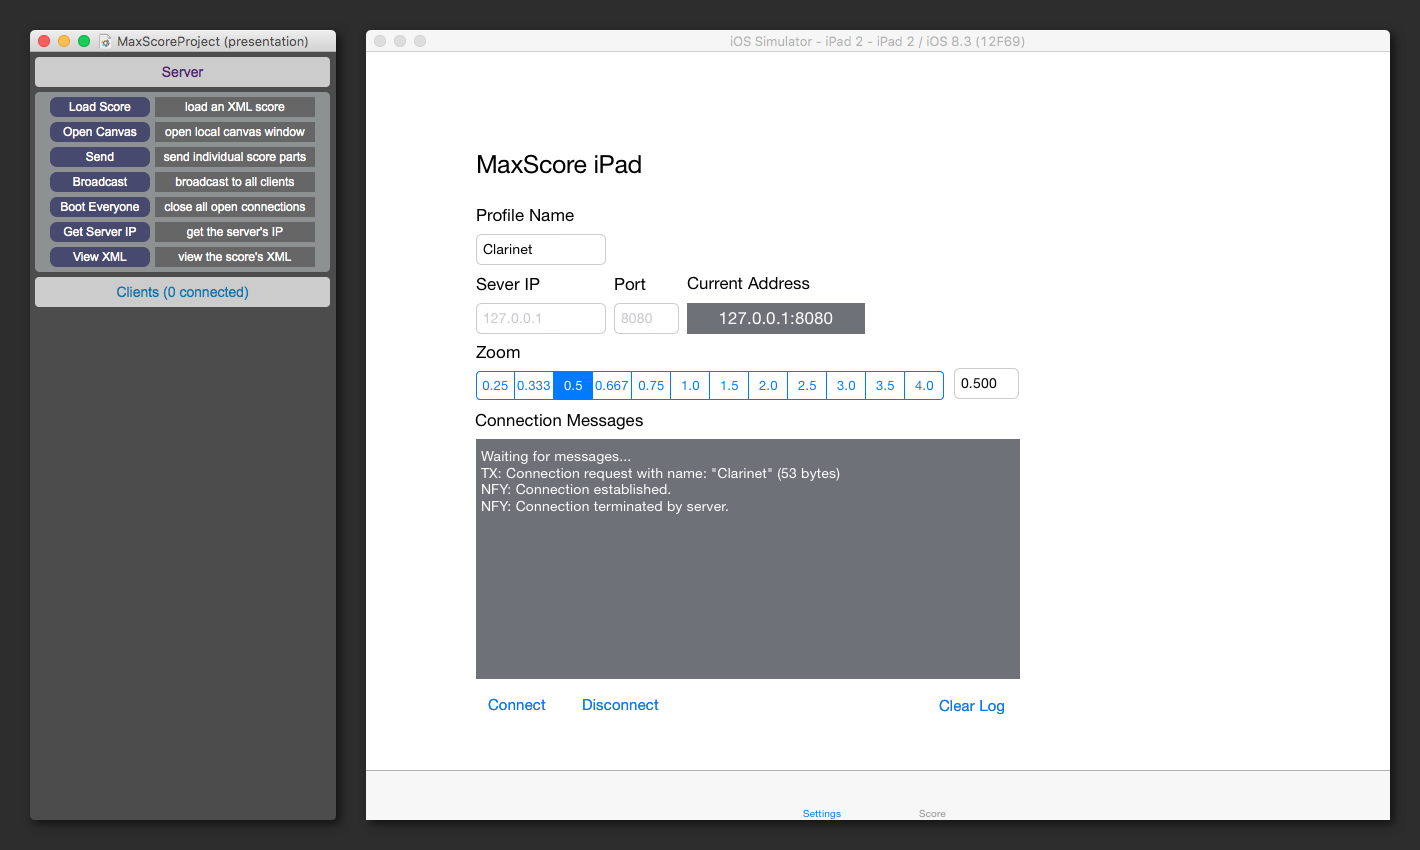 MaxScoreProject (presentation)
Server
Load Score load an XML score
Open Canvas open local canvas window
Send send individual score parts
Broadcast broadcast to all clients
Boot Everyone close all open connections
Get Server IP get the server's IP
View XML view the score's XML
Clients (0 connected)
iOS Simulator - iPad 2 - iPad 2 / iOS 8.3 (12F69)
MaxScore iPad
Profile Name
Clarinet
Sever IP Port Current Address
127.0.0.1 8080 127.0.0.1:8080
Zoom
0.25 0.333 0.5 0.667 0.75 1.0 1.5 2.0 2.5 3.0 3.5 4.0 0.500
Connection Messages
Waiting for messages...
TX: Connection request with name: "Clarinet" (53 bytes)
NFY: Connection established.
NFY: Connection terminated by server.
Connect Disconnect Clear Log
Settings Score